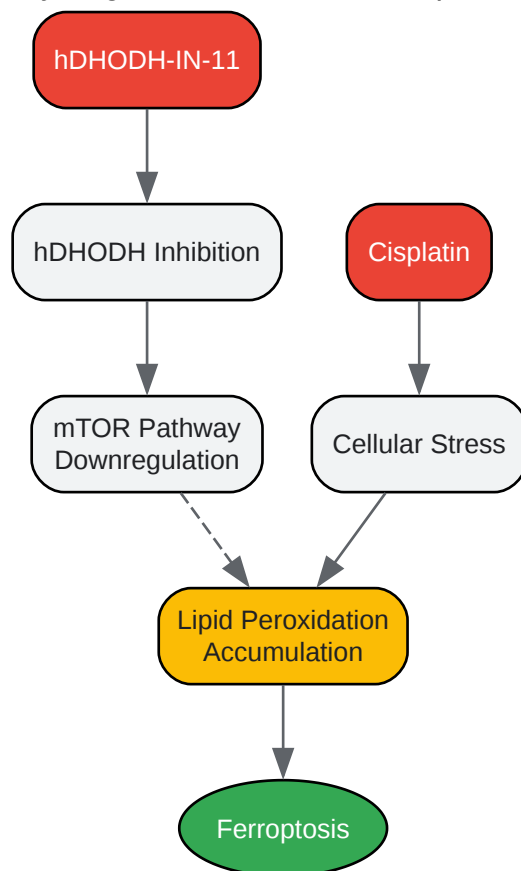 hDHODH-IN-11
hDHODH Inhibition
Cisplatin
mTOR Pathway
Downregulation
Cellular Stress
Lipid Peroxidation
Accumulation
Ferroptosis